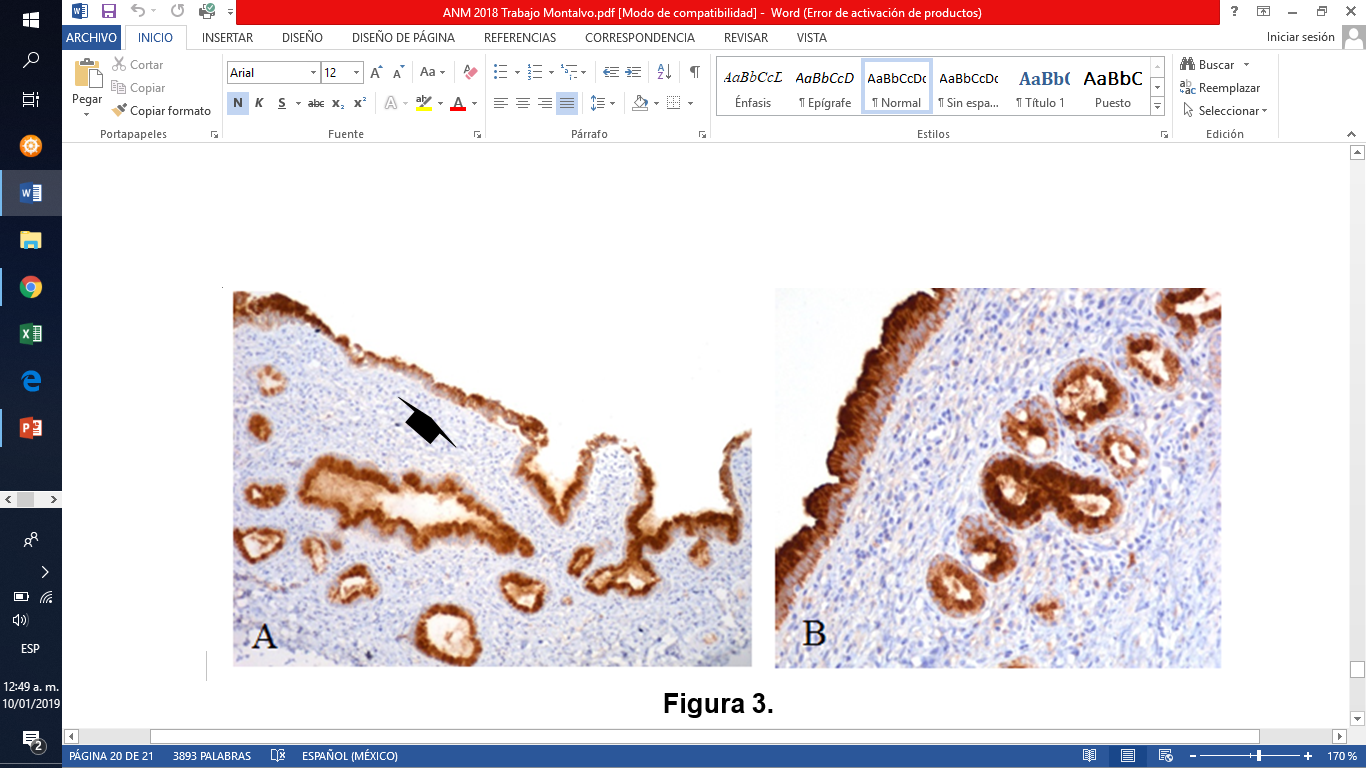 ANM 2018 Trabajo Montalvo.pdf [Modo de compatibilidad] - Word (Error de activación de productos)
ARCHIVO INICIO INSERTAR DISEÑO DISEÑO DE PÁGINA REFERENCIAS CORRESPONDENCIA REVISAR VISTA Iniciar sesión
Pegar
Cortar
Copiar
Copiar formato
Portapapeles
Arial 12
N K S abc x₂ x²
Fuente
Párrafo
AaBbCcL AaBbCcD AaBbCcDc AaBbCcDc AaBbC AaBbC
Énfasis ¶ Epígrafe ¶ Normal ¶ Sin espa... ¶ Título 1 Puesto
Estilos
Buscar
Reemplazar
Seleccionar
Edición
A
B
Figura 3.
ESP
12:49 a. m.
10/01/2019
2
PÁGINA 20 DE 21 3893 PALABRAS ESPAÑOL (MÉXICO) 170 %